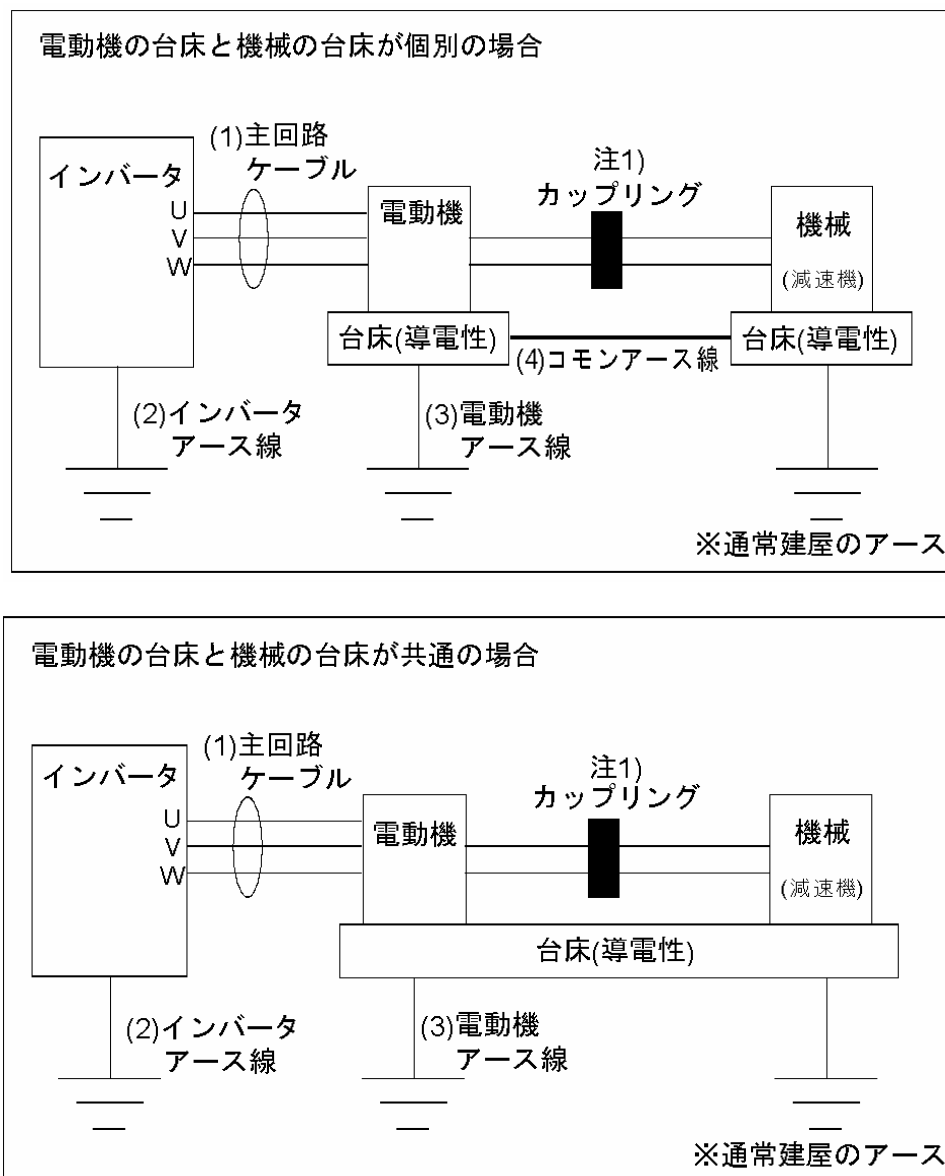 電動機の台床と機械の台床が個別の場合
(1)主回路
ケーブル
注1)
カップリング
インバータ
U
V
W
電動機
機械
(減速機)
台床(導電性)
台床(導電性)
(4)コモンアース線
(2)インバータ
アース線
(3)電動機
アース線
※通常建屋のアース
電動機の台床と機械の台床が共通の場合
(1)主回路
ケーブル
注1)
カップリング
インバータ
U
V
W
電動機
機械
(減速機)
台床(導電性)
(2)インバータ
アース線
(3)電動機
アース線
※通常建屋のアース